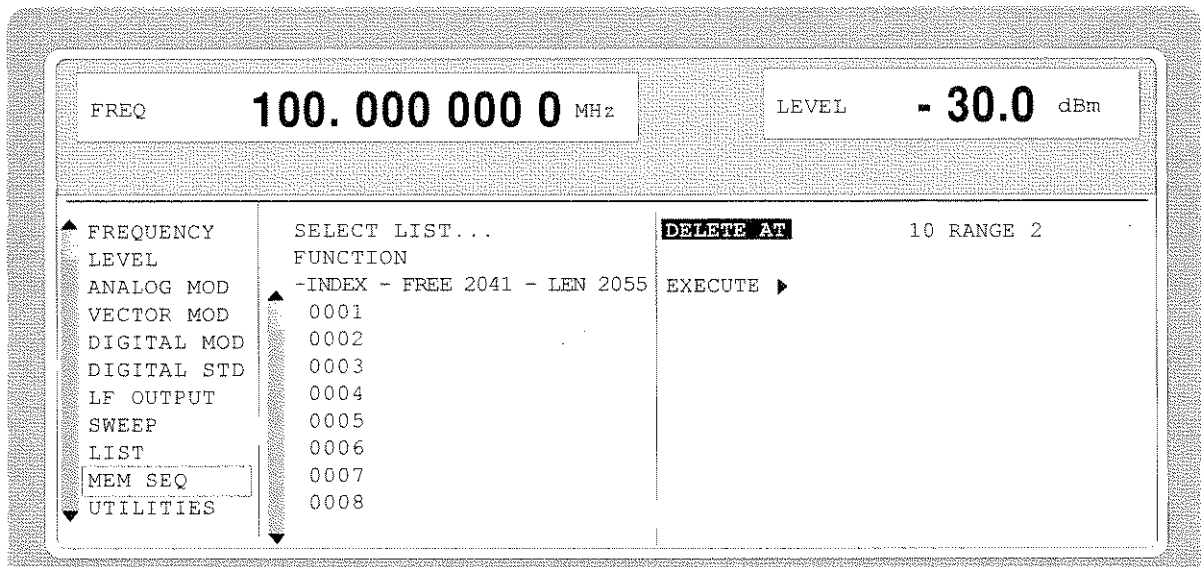 FREQ 100. 000 000 0 MHz LEVEL - 30.0 dBm
FREQUENCY
LEVEL
ANALOG MOD
VECTOR MOD
DIGITAL MOD
DIGITAL STD
LF OUTPUT
SWEEP
LIST
MEM SEQ
UTILITIES
SELECT LIST...
FUNCTION
-INDEX - FREE 2041 - LEN 2055
0001
0002
0003
0004
0005
0006
0007
0008
DELETE AT 10 RANGE 2
EXECUTE